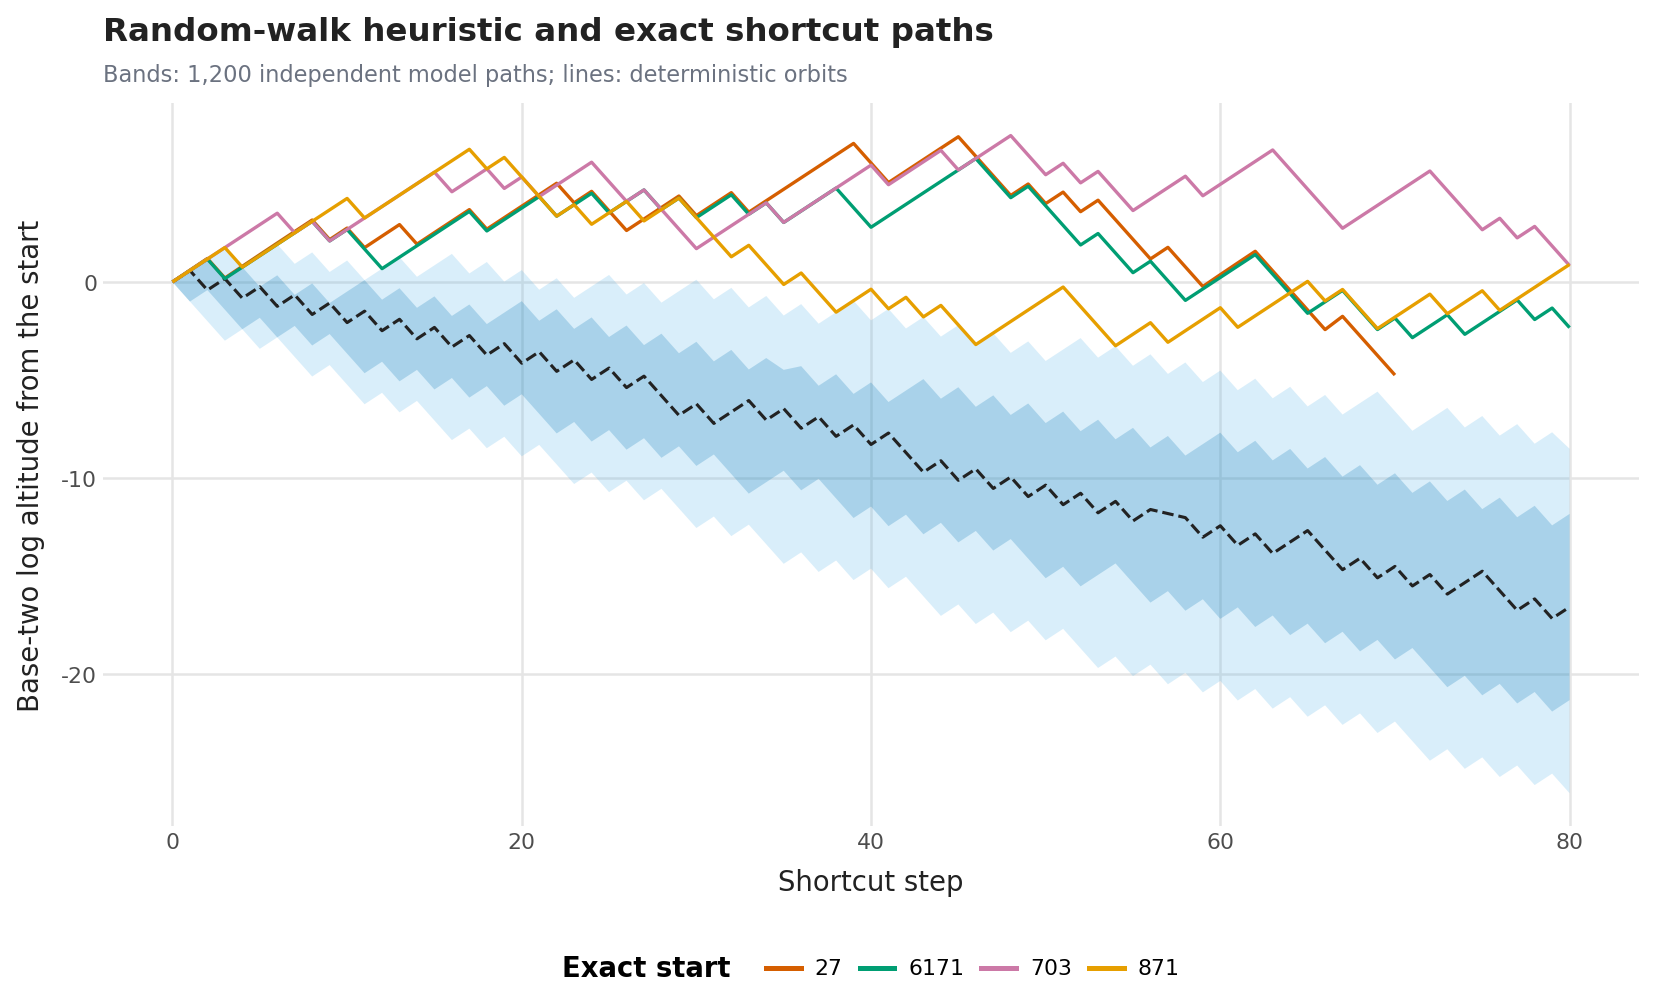 Random-walk heuristic and exact shortcut paths
Bands: 1,200 independent model paths; lines: deterministic orbits
Base-two log altitude from the start
0
-10
-20
0 20 40 60 80
Shortcut step
Exact start 27 6171 703 871